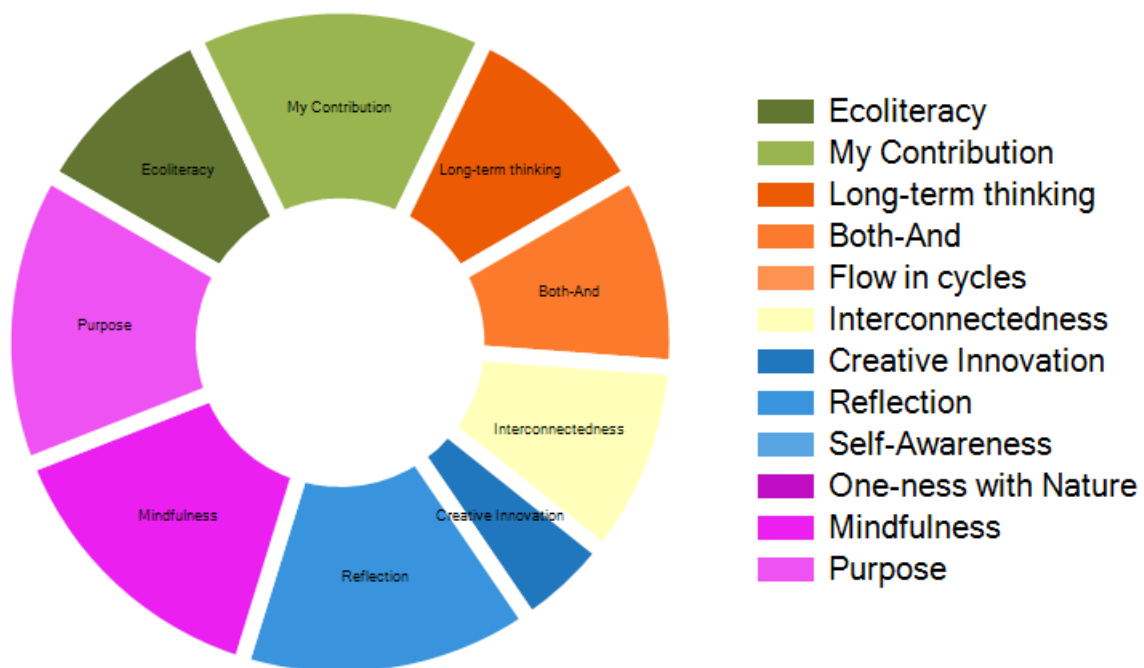 My Contribution
Ecoliteracy
Long-term thinking
Both-And
Purpose
Interconnectedness
Mindfulness
Creative Innovation
Reflection
Ecoliteracy
My Contribution
Long-term thinking
Both-And
Flow in cycles
Interconnectedness
Creative Innovation
Reflection
Self-Awareness
One-ness with Nature
Mindfulness
Purpose